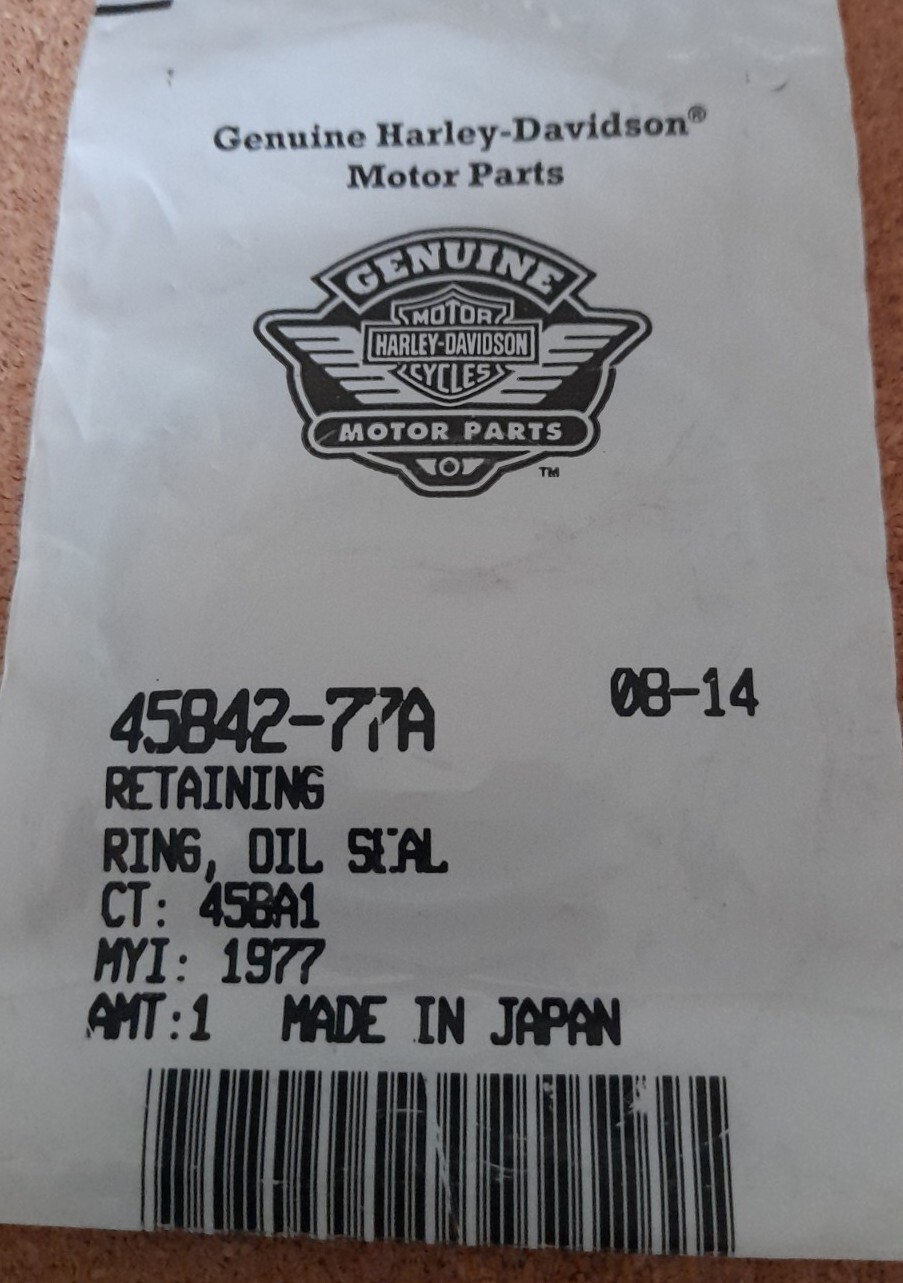 Genuine Harley-Davidson®
Motor Parts
GENUINE
MOTOR
HARLEY-DAVIDSON
CYCLES
MOTOR PARTS
TM
45842-77A
08-14
RETAINING
RING, OIL SEAL
CT: 45BA1
MYI: 1977
AMT:1 MADE IN JAPAN